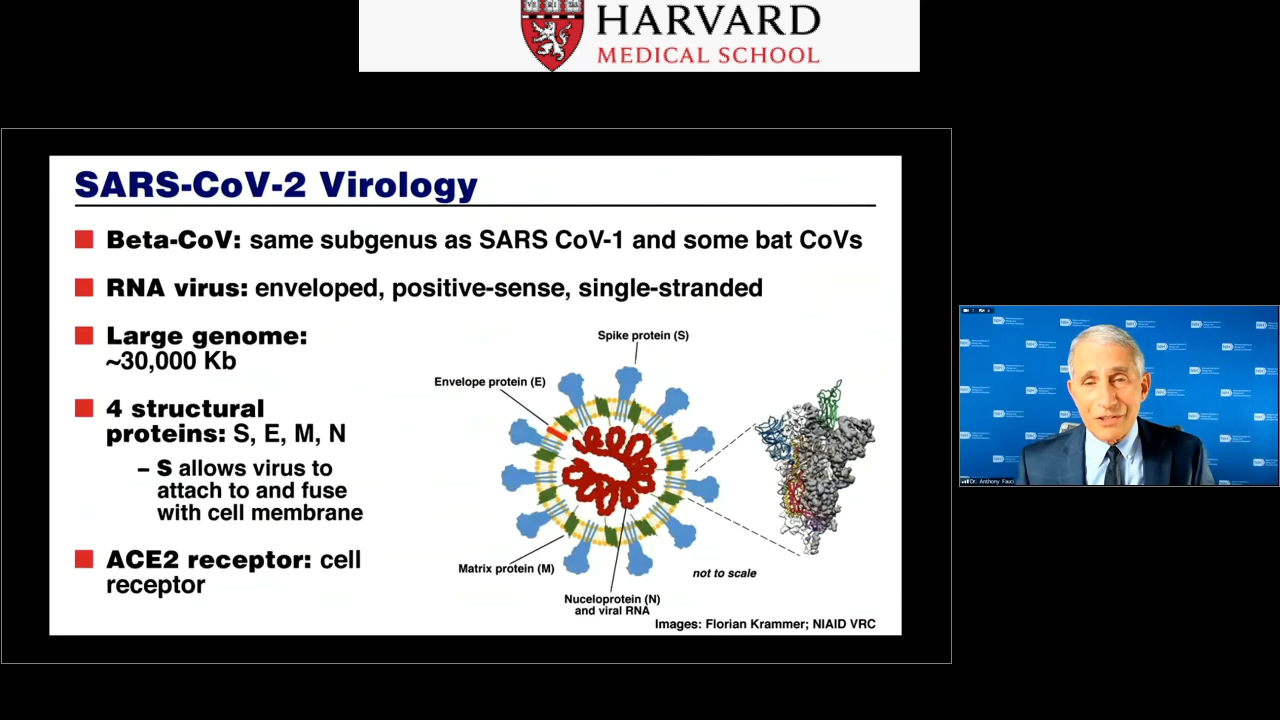 HARVARD
MEDICAL SCHOOL
SARS-CoV-2 Virology
Beta-CoV: same subgenus as SARS CoV-1 and some bat CoVs
RNA virus: enveloped, positive-sense, single-stranded
Large genome:
~30,000 Kb
4 structural
proteins: S, E, M, N
– S allows virus to
attach to and fuse
with cell membrane
ACE2 receptor: cell
receptor
Spike protein (S)
Envelope protein (E)
Matrix protein (M)
Nuceloprotein (N)
and viral RNA
not to scale
Images: Florian Krammer; NIAID VRC
Dr. Anthony Fauci